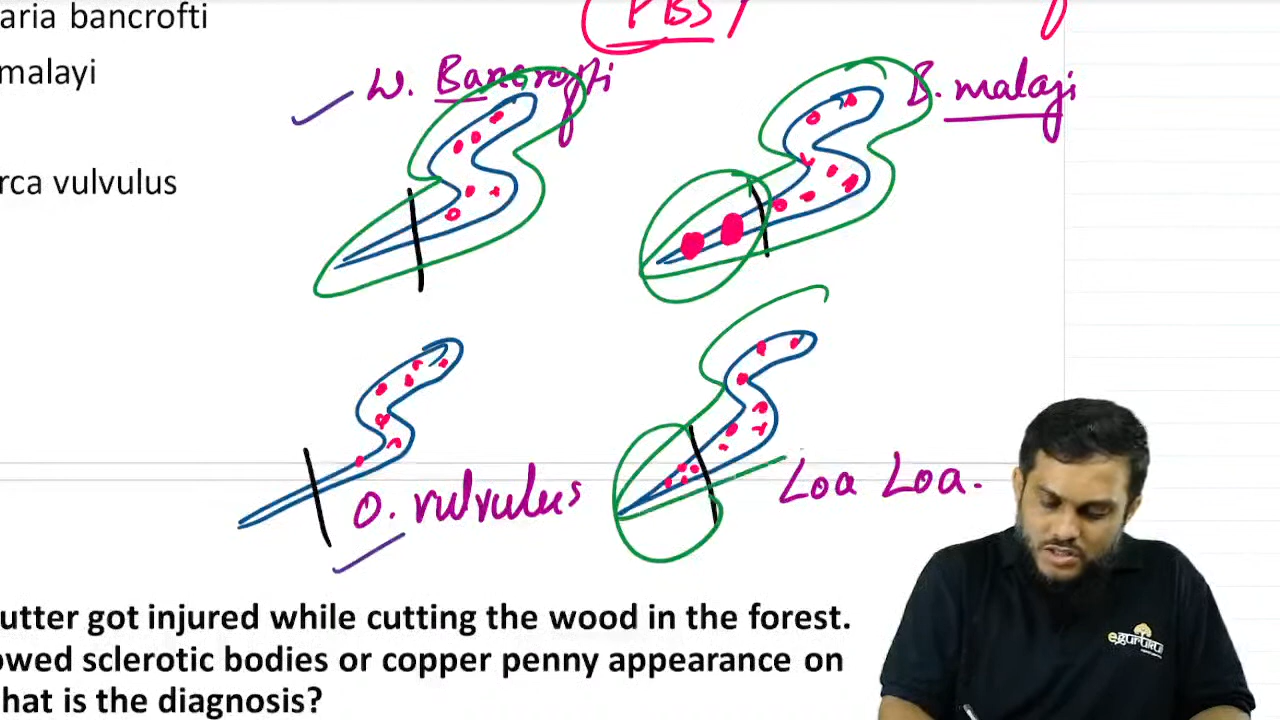 aria bancrofti
(PBS)
malayi
W. Bancrofti
B. malayi
rca vulvulus
O. vulvulus
Loa Loa.
utter got injured while cutting the wood in the forest.
owed sclerotic bodies or copper penny appearance on
hat is the diagnosis?
egurukul